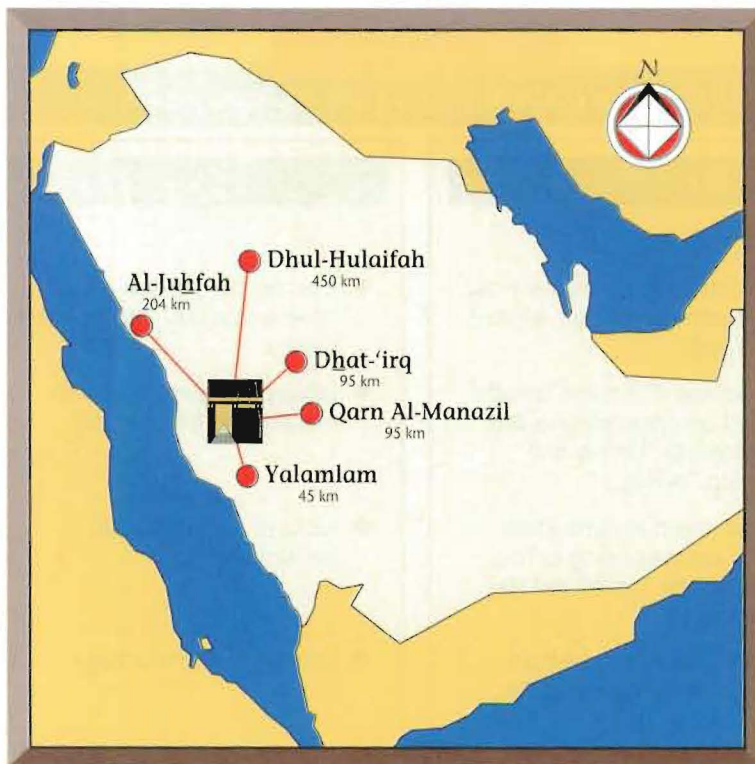 N
Dhul-Hulaifah
450 km
Al-Juhfah
204 km
Dhat-‘irq
95 km
Qarn Al-Manazil
95 km
Yalamlam
45 km